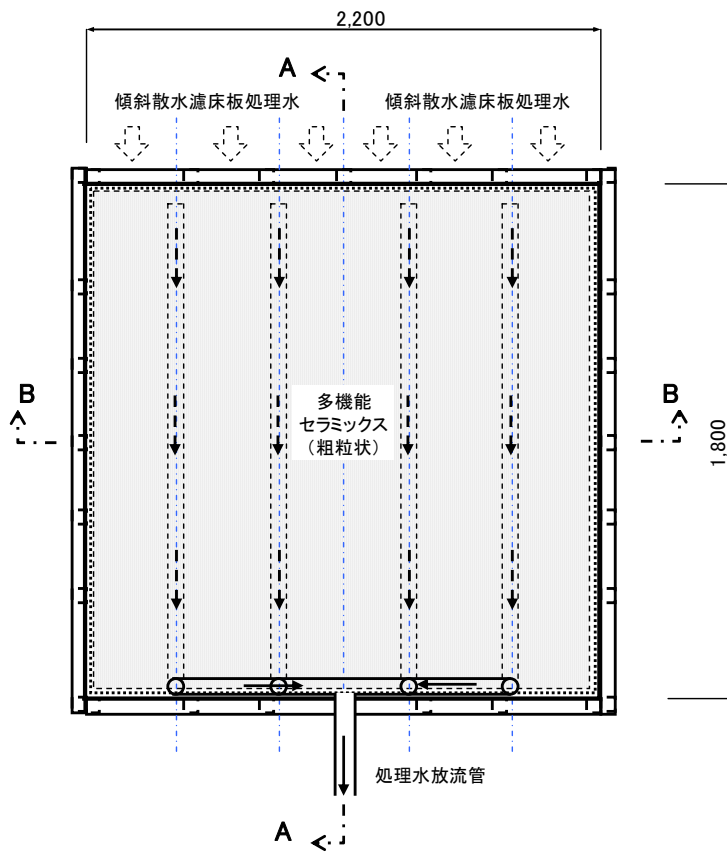 2,200
A
傾斜散水濾床板処理水
傾斜散水濾床板処理水
B
多機能
セラミックス
（粗粒状）
B
1,800
処理水放流管
A